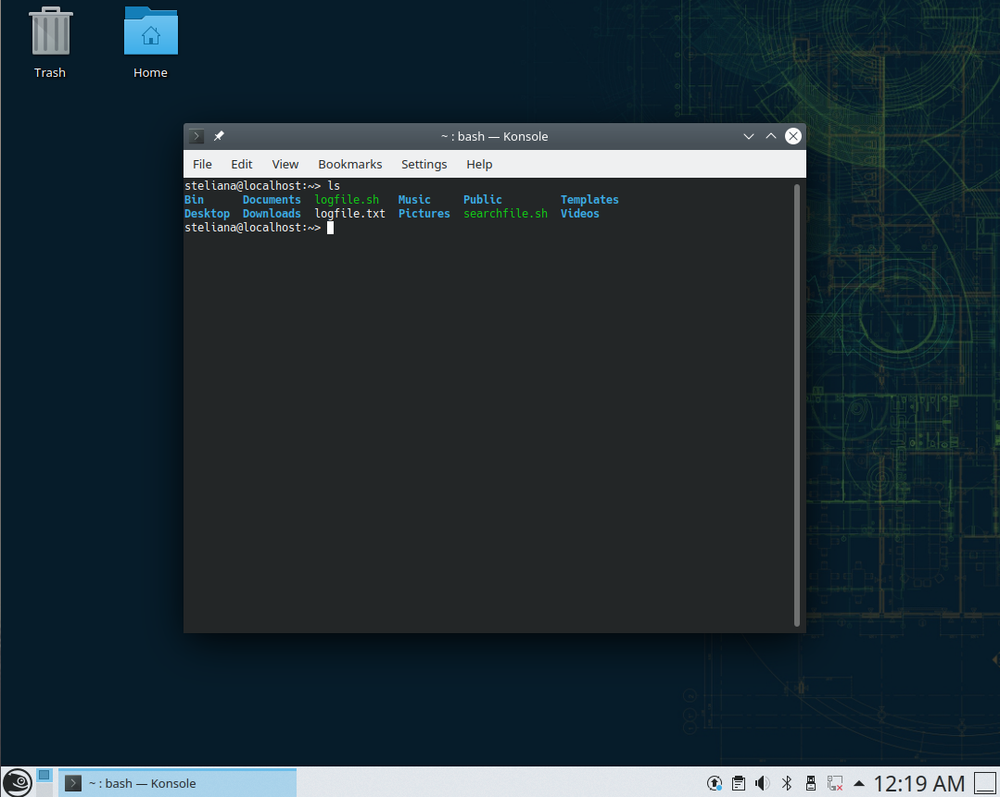 Trash Home
~ : bash — Konsole
File Edit View Bookmarks Settings Help
steliana@localhost:~> ls
Bin Documents logfile.sh Music Public Templates
Desktop Downloads logfile.txt Pictures searchfile.sh Videos
steliana@localhost:~>
~ : bash — Konsole 12:19 AM